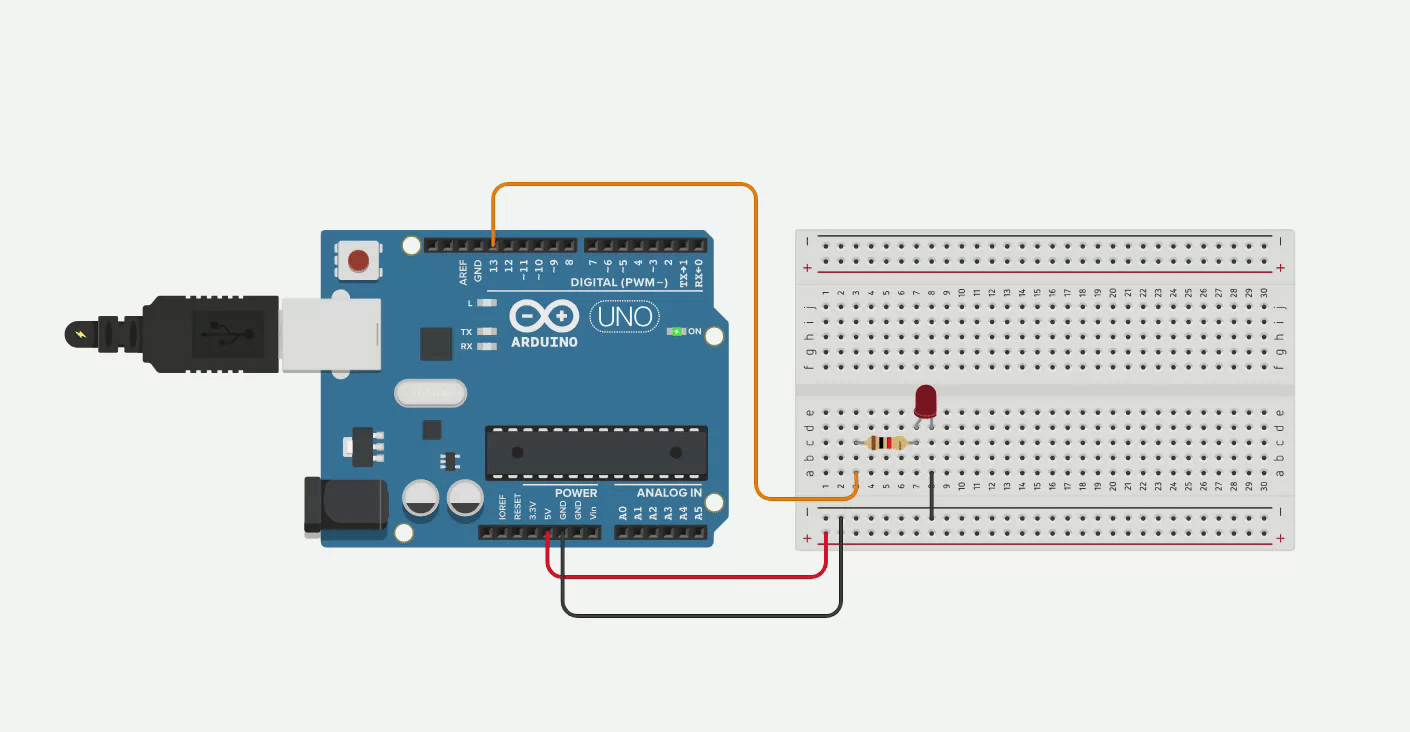 AREF GND 13 12 ~11 ~10 ~9 8 7 ~6 ~5 4 ~3 2 TX→1 RX←0
DIGITAL (PWM~)
L
TX
RX
UNO
ON
ARDUINO
POWER ANALOG IN
IOREF RESET 3.3V 5V GND GND Vin A0 A1 A2 A3 A4 A5
− −
+ +
1 2 3 4 5 6 7 8 9 10 11 12 13 14 15 16 17 18 19 20 21 22 23 24 25 26 27 28 29 30
j j
i i
h h
g g
f f
e e
d d
c c
b b
a a
1 2 3 4 5 6 7 8 9 10 11 12 13 14 15 16 17 18 19 20 21 22 23 24 25 26 27 28 29 30
− −
+ +